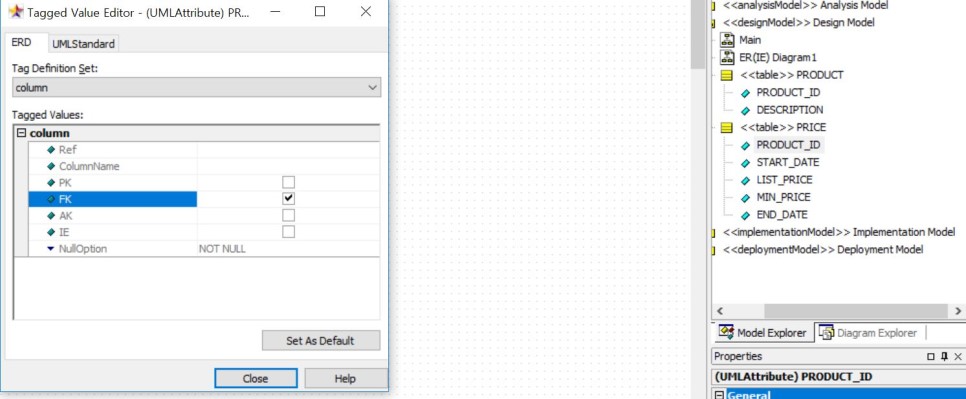 Tagged Value Editor - (UMLAttribute) PR...
ERD UMLStandard
Tag Definition Set:
column
Tagged Values:
column
Ref
ColumnName
PK
FK
AK
IE
NullOption NOT NULL
Set As Default
Close Help
<<analysisModel>> Analysis Model
<<designModel>> Design Model
Main
ER(IE) Diagram1
<<table>> PRODUCT
PRODUCT_ID
DESCRIPTION
<<table>> PRICE
PRODUCT_ID
START_DATE
LIST_PRICE
MIN_PRICE
END_DATE
<<implementationModel>> Implementation Model
<<deploymentModel>> Deployment Model
Model Explorer Diagram Explorer
Properties
(UMLAttribute) PRODUCT_ID
General